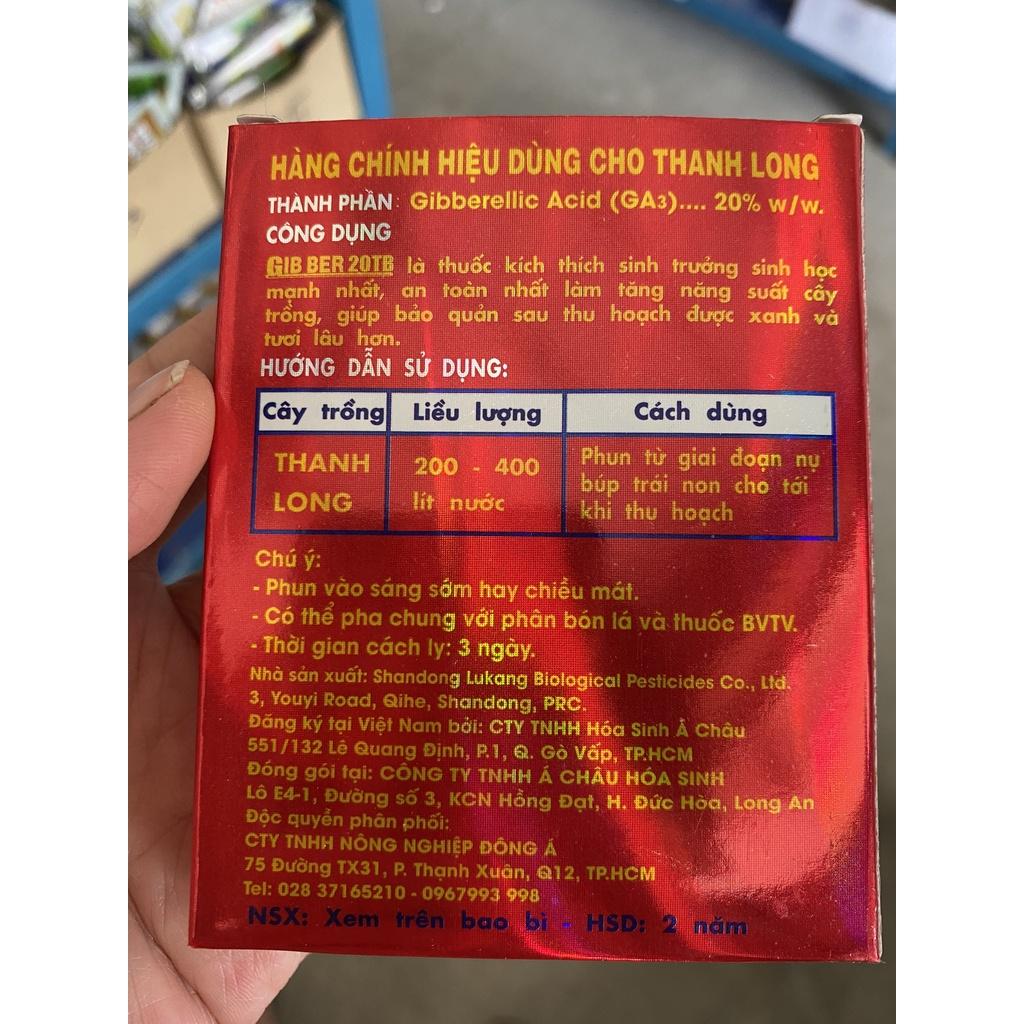 HÀNG CHÍNH HIỆU DÙNG CHO THANH LONG
THÀNH PHẦN: Gibberellic Acid (GA3).... 20% w/w.
CÔNG DỤNG
GIB BER 20TB là thuốc kích thích sinh trưởng sinh học
mạnh nhất, an toàn nhất làm tăng năng suất cây
trồng, giúp bảo quản sau thu hoạch được xanh và
tươi lâu hơn.
HƯỚNG DẪN SỬ DỤNG:
Cây trồng Liều lượng Cách dùng
THANH LONG 200 - 400 lít nước Phun từ giai đoạn nụ
búp trái non cho tới
khi thu hoạch
Chú ý:
- Phun vào sáng sớm hay chiều mát.
- Có thể pha chung với phân bón lá và thuốc BVTV.
- Thời gian cách ly: 3 ngày.
Nhà sản xuất: Shandong Lukang Biological Pesticides Co., Ltd.
3, Youyi Road, Qihe, Shandong, PRC.
Đăng ký tại Việt Nam bởi: CTY TNHH Hóa Sinh Á Châu
551/132 Lê Quang Định, P.1, Q. Gò Vấp, TP.HCM
Đóng gói tại: CÔNG TY TNHH Á CHÂU HÓA SINH
Lô E4-1, Đường số 3, KCN Hồng Đạt, H. Đức Hòa, Long An
Độc quyền phân phối:
CTY TNHH NÔNG NGHIỆP ĐÔNG Á
75 Đường TX31, P. Thạnh Xuân, Q12, TP.HCM
Tel: 028 37165210 - 0967993 998
NSX: Xem trên bao bì - HSD: 2 năm